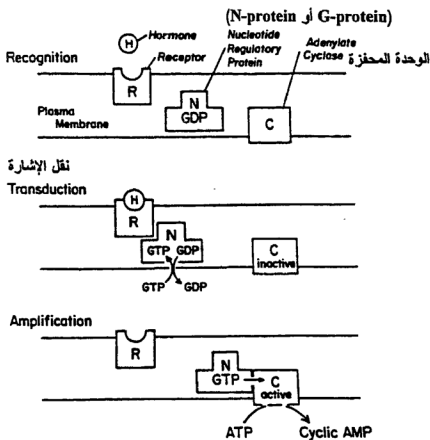 (N-protein أو G-protein)
Hormone
H
Nucleotide
Regulatory
Protein
Adenylate
Cyclase الوحدة المحفزة
Recognition
Receptor
R
N
GDP
C
Plasma
Membrane
نقل الإشارة
Transduction
H
R
N
GTP GDP
C
inactive
GTP GDP
Amplification
R
N
GTP
C
active
ATP Cyclic AMP